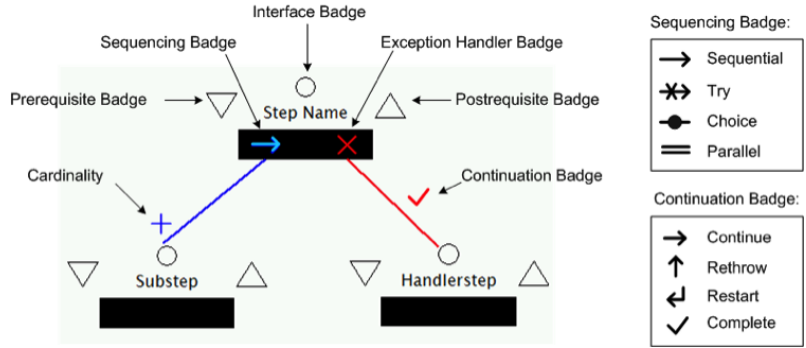 Interface Badge
Sequencing Badge
Exception Handler Badge
Prerequisite Badge
Step Name
Postrequisite Badge
Cardinality
Continuation Badge
Substep
Handlerstep
Sequencing Badge:
Sequential
Try
Choice
Parallel
Continuation Badge:
Continue
Rethrow
Restart
Complete